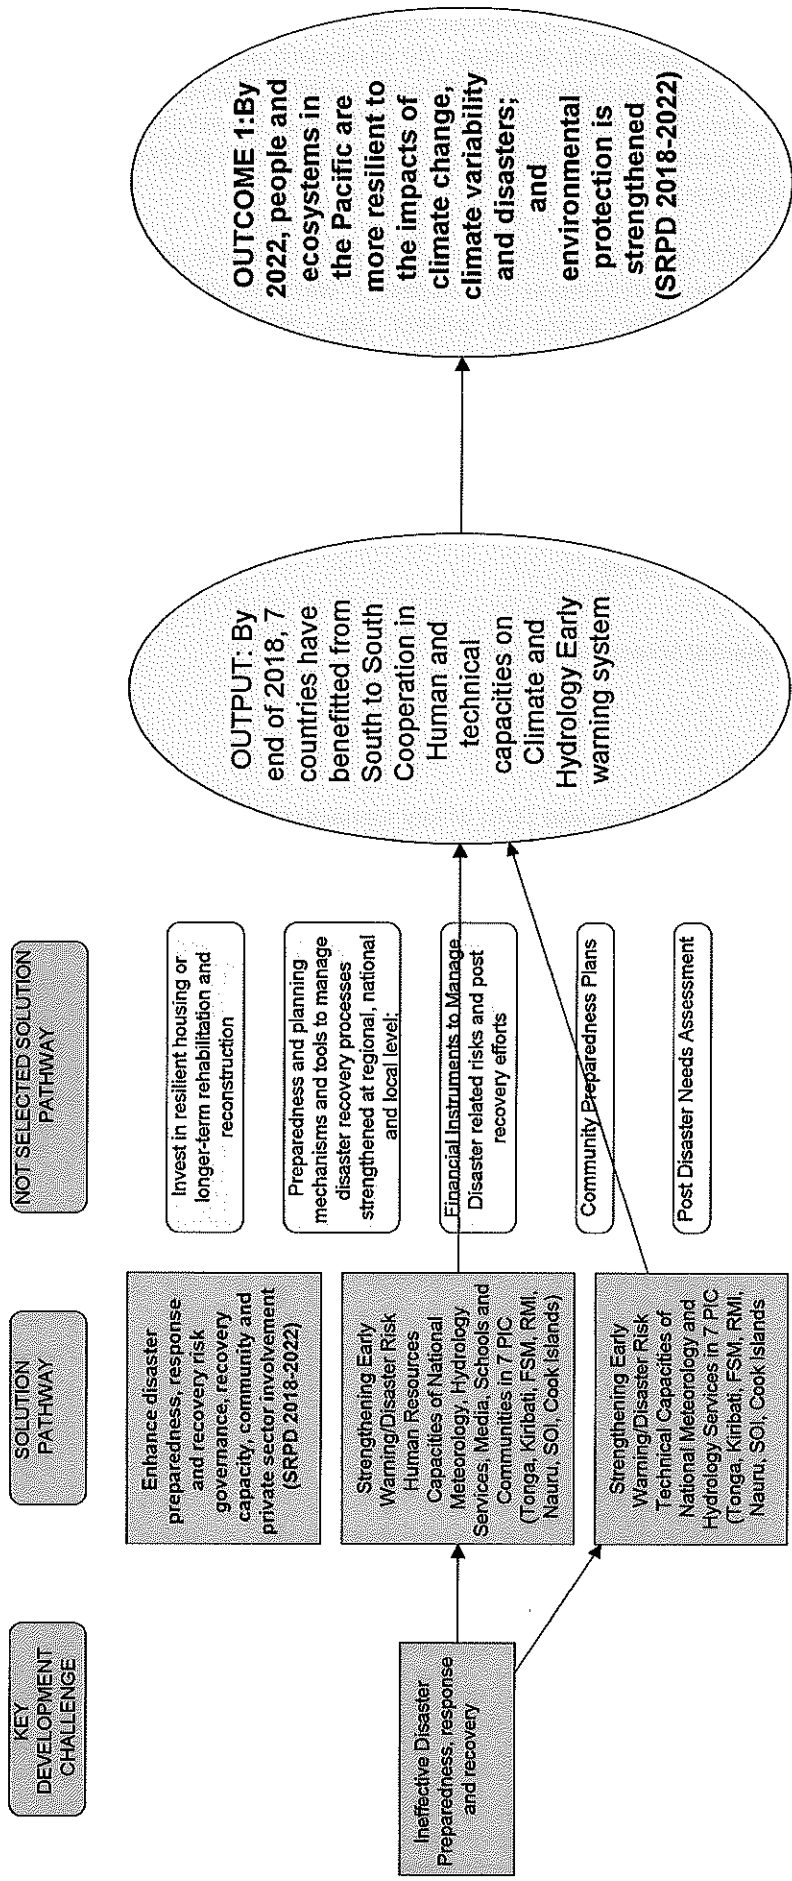 KEY
DEVELOPMENT
CHALLENGE
SOLUTION
PATHWAY
NOT SELECTED SOLUTION
PATHWAY
Ineffective Disaster
Preparedness, response
and recovery
Enhance disaster
preparedness, response
and recovery risk
governance, recovery
capacity, community and
private sector involvement
(SRPD 2018-2022)
Strengthening Early
Warning/Disaster Risk
Human Resources
Capacities of National
Meteorology, Hydrology
Services, Media, Schools and
Communities in 7 PIC
(Tonga, Kiribati, FSM, RMI,
Nauru, SOI, Cook Islands)
Strengthening Early
Warning/Disaster Risk
Technical Capacities of
National Meteorology and
Hydrology Services in 7 PIC
(Tonga, Kiribati, FSM, RMI,
Nauru, SOI, Cook Islands
Invest in resilient housing or
longer-term rehabilitation and
reconstruction
Preparedness and planning
mechanisms and tools to manage
disaster recovery processes
strengthened at regional, national
and local level;
Financial Instruments to Manage
Disaster related risks and post
recovery efforts
Community Preparedness Plans
Post Disaster Needs Assessment
OUTPUT: By
end of 2018, 7
countries have
benefitted from
South to South
Cooperation in
Human and
technical
capacities on
Climate and
Hydrology Early
warning system
OUTCOME 1:By
2022, people and
ecosystems in
the Pacific are
more resilient to
the impacts of
climate change,
climate variability
and disasters;
and
environmental
protection is
strengthened
(SRPD 2018-2022)